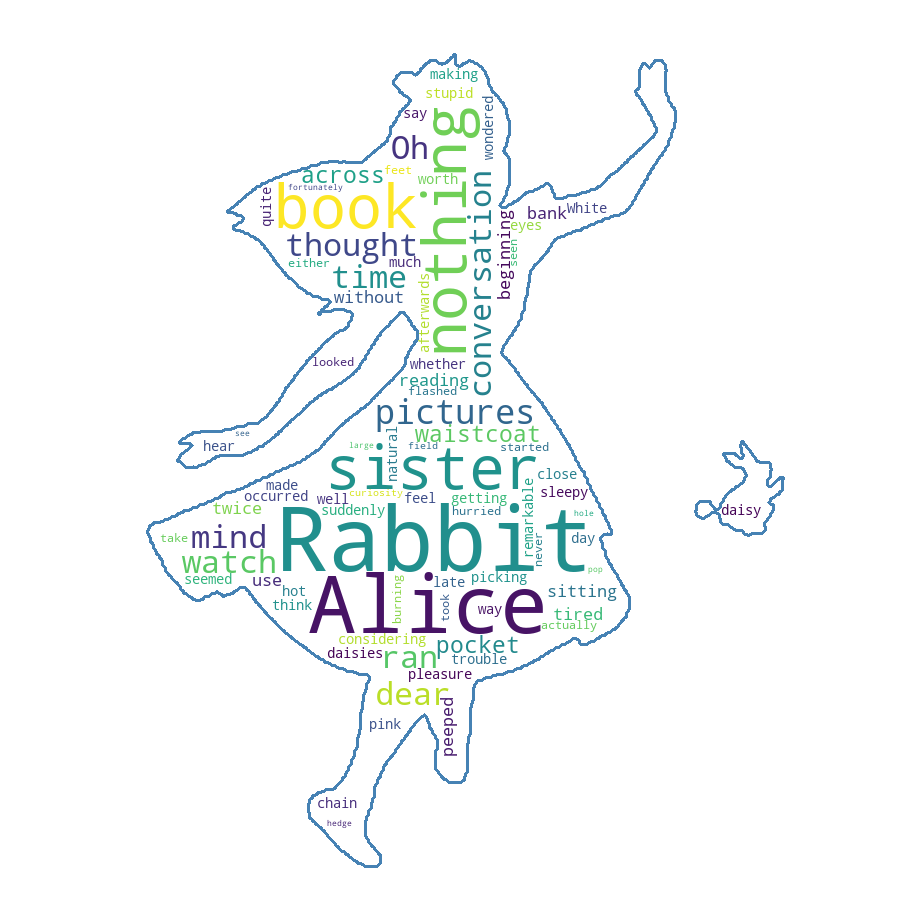 making
stupid
say
nothing
wondered
Oh
across
feet
fortunately
worth
quite
book
conversation
bank
White
eyes
beginning
seen
thought
either
much
time
without
afterwards
looked
whether
reading
flashed
pictures
see
hear
waistcoat
natural
large
field
started
sister
close
sleepy
made
occurred
well
curiosity
feel
getting
remarkable
twice
suddenly
hurried
hole
daisy
Rabbit
mind
take
never
day
watch
seemed
use
hot
think
burning
late
picking
pop
Alice
took
way
sitting
tired
actually
considering
daisies
ran
pocket
trouble
pleasure
dear
peeped
pink
chain
hedge